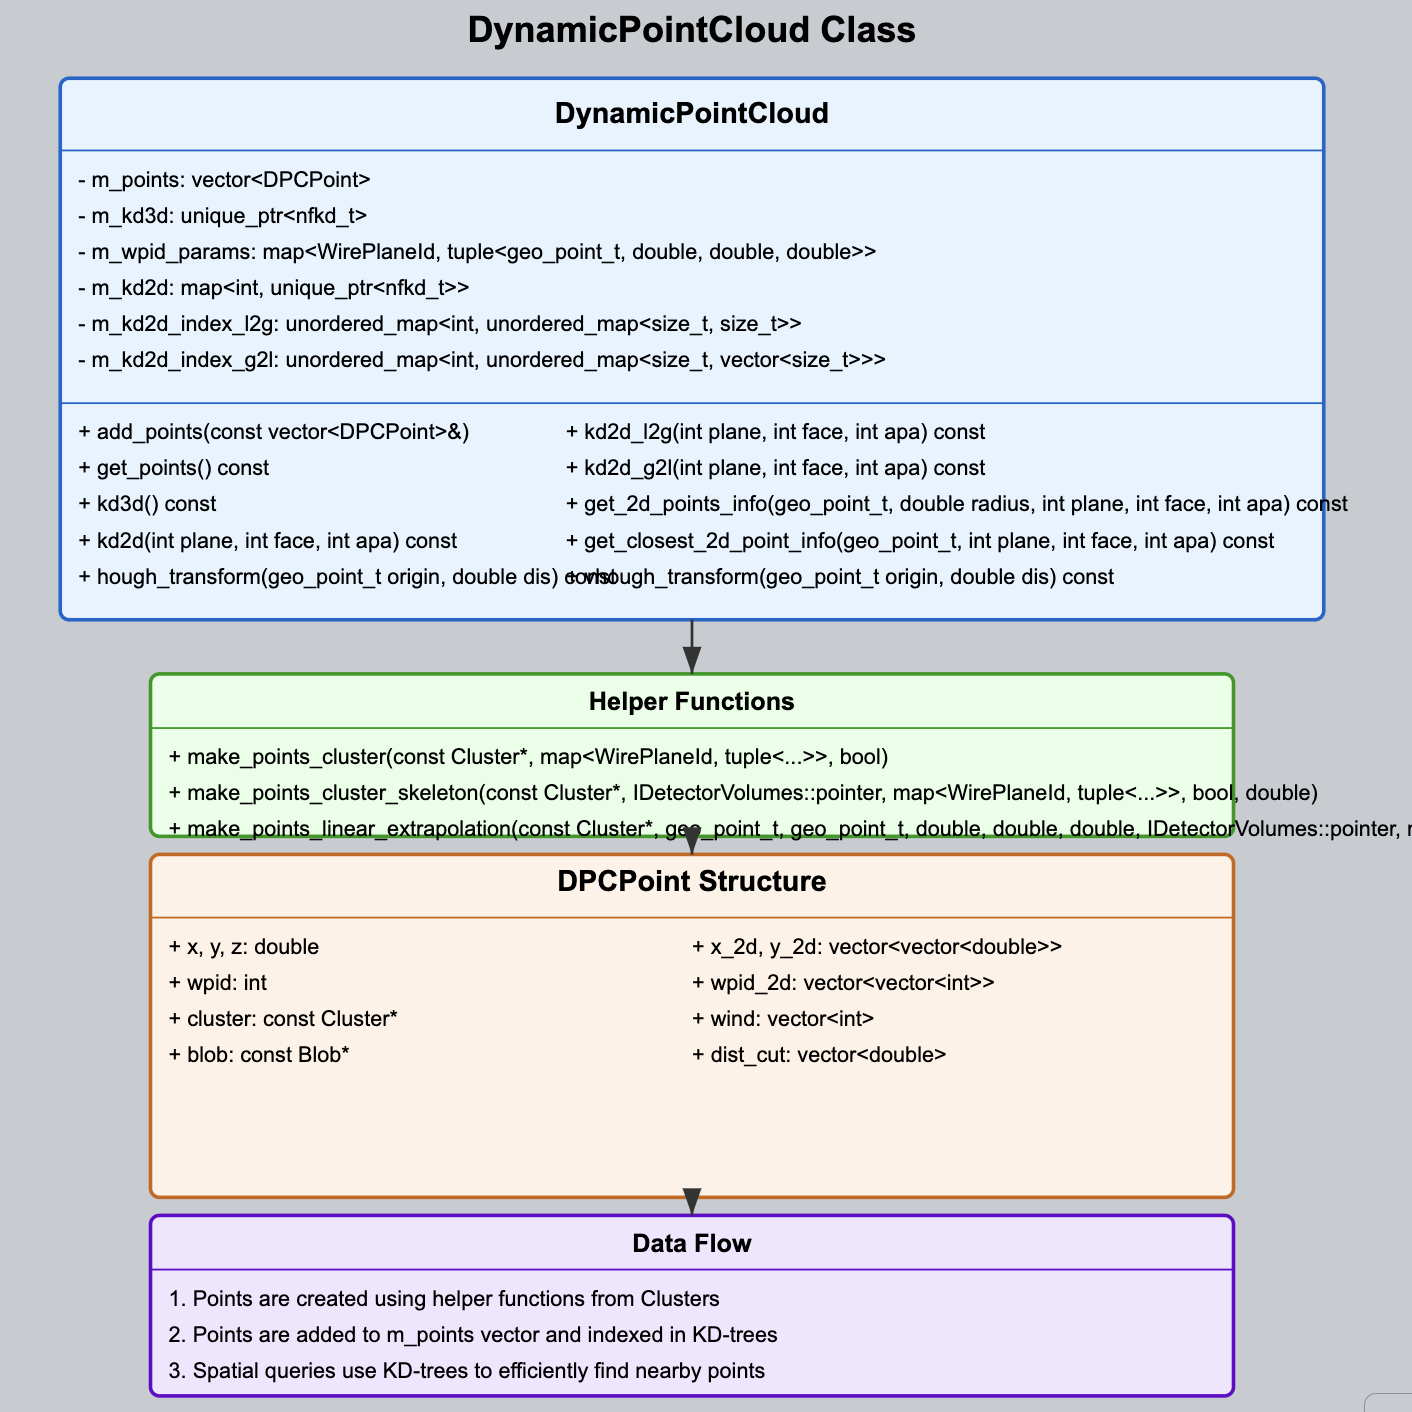 DynamicPointCloud Class
DynamicPointCloud
- m_points: vector<DPCPoint>
- m_kd3d: unique_ptr<nfkd_t>
- m_wpid_params: map<WirePlaneId, tuple<geo_point_t, double, double, double>>
- m_kd2d: map<int, unique_ptr<nfkd_t>>
- m_kd2d_index_l2g: unordered_map<int, unordered_map<size_t, size_t>>
- m_kd2d_index_g2l: unordered_map<int, unordered_map<size_t, vector<size_t>>>
+ add_points(const vector<DPCPoint>&)
+ get_points() const
+ kd3d() const
+ kd2d(int plane, int face, int apa) const
+ hough_transform(geo_point_t origin, double dis) const
+ kd2d_l2g(int plane, int face, int apa) const
+ kd2d_g2l(int plane, int face, int apa) const
+ get_2d_points_info(geo_point_t, double radius, int plane, int face, int apa) const
+ get_closest_2d_point_info(geo_point_t, int plane, int face, int apa) const
+ vhough_transform(geo_point_t origin, double dis) const
Helper Functions
+ make_points_cluster(const Cluster*, map<WirePlaneId, tuple<...>>, bool)
+ make_points_cluster_skeleton(const Cluster*, IDetectorVolumes::pointer, map<WirePlaneId, tuple<...>>, bool, double)
+ make_points_linear_extrapolation(const Cluster*, geo_point_t, geo_point_t, double, double, double, IDetectorVolumes::pointer,
DPCPoint Structure
+ x, y, z: double
+ wpid: int
+ cluster: const Cluster*
+ blob: const Blob*
+ x_2d, y_2d: vector<vector<double>>
+ wpid_2d: vector<vector<int>>
+ wind: vector<int>
+ dist_cut: vector<double>
Data Flow
1. Points are created using helper functions from Clusters
2. Points are added to m_points vector and indexed in KD-trees
3. Spatial queries use KD-trees to efficiently find nearby points